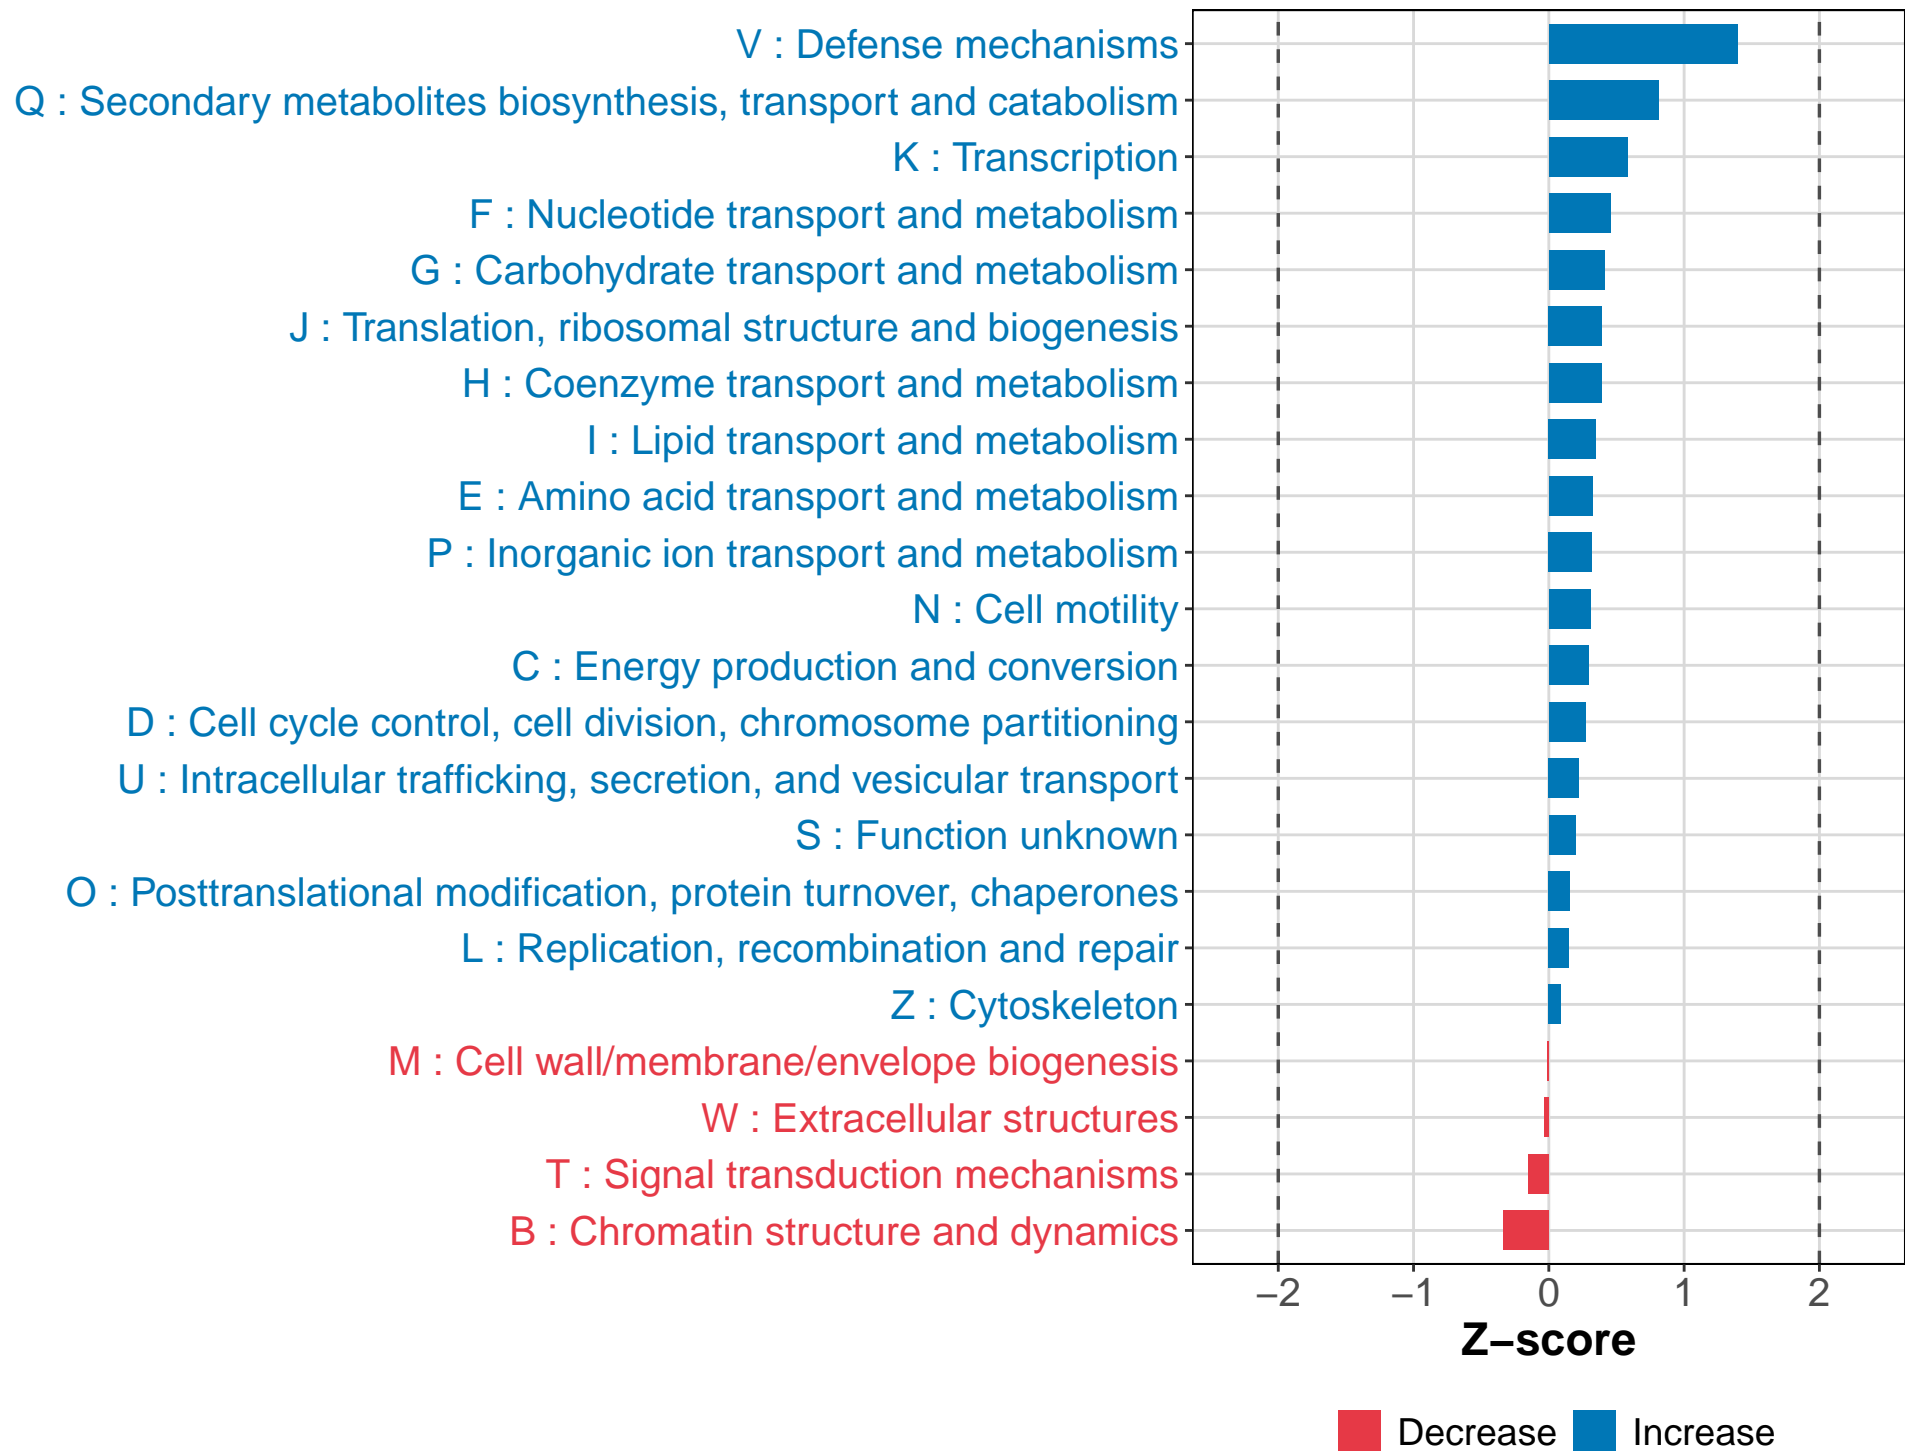 V : Defense mechanisms
Q : Secondary metabolites biosynthesis, transport and catabolism
K : Transcription
F : Nucleotide transport and metabolism
G : Carbohydrate transport and metabolism
J : Translation, ribosomal structure and biogenesis
H : Coenzyme transport and metabolism
I : Lipid transport and metabolism
E : Amino acid transport and metabolism
P : Inorganic ion transport and metabolism
N : Cell motility
C : Energy production and conversion
D : Cell cycle control, cell division, chromosome partitioning
U : Intracellular trafficking, secretion, and vesicular transport
S : Function unknown
O : Posttranslational modification, protein turnover, chaperones
L : Replication, recombination and repair
Z : Cytoskeleton
M : Cell wall/membrane/envelope biogenesis
W : Extracellular structures
T : Signal transduction mechanisms
B : Chromatin structure and dynamics
−2 −1 0 1 2
Z−score
Decrease Increase